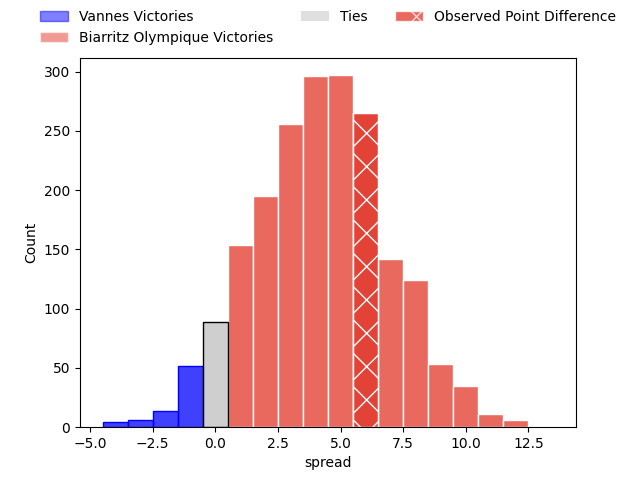 Vannes Victories
Biarritz Olympique Victories
Ties
Observed Point Difference
300
250
200
150
100
50
0
Count
−5.0 −2.5 0.0 2.5 5.0 7.5 10.0 12.5
spread